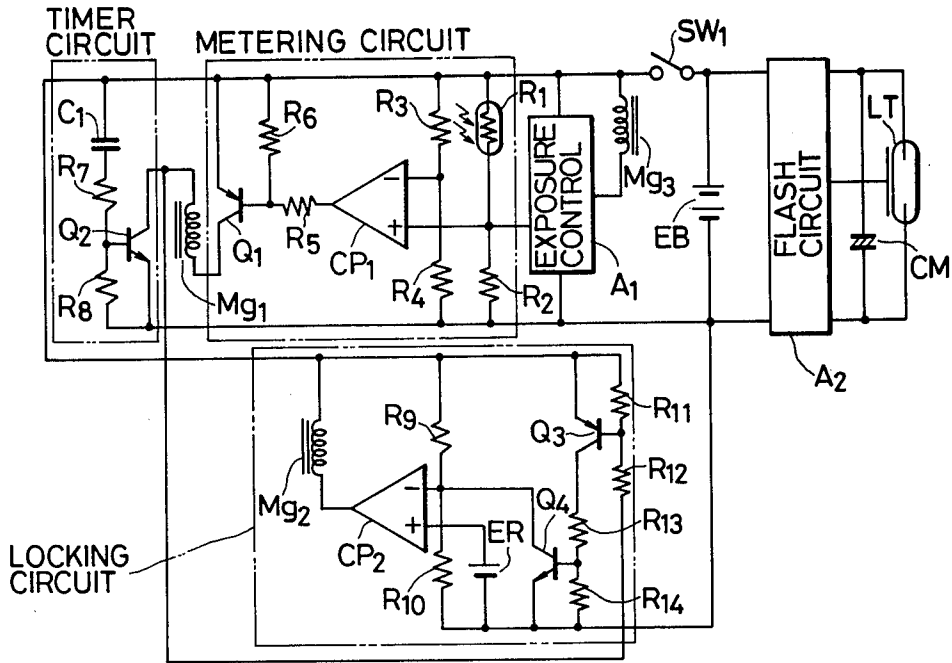 TIMER
CIRCUIT
METERING CIRCUIT
SW1
C1
R6
R3
R1
LT
R7
Mg3
Q2
R5
Q1
CP1
EXPOSURE
CONTROL
EB
FLASH
CIRCUIT
R8
Mg1
R4
R2
A1
CM
A2
R9
Q3
R11
R12
Mg2
Q4
R13
CP2
ER
LOCKING
CIRCUIT
R10
R14